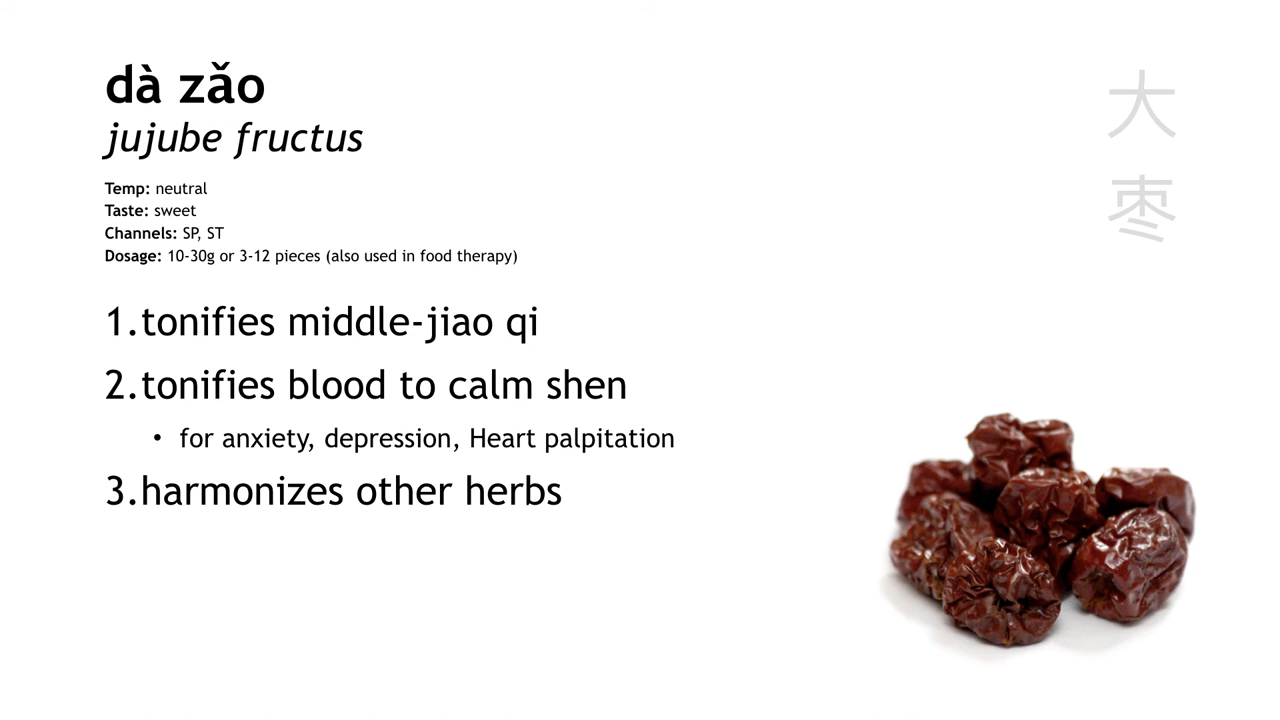 dà zǎo
jujube fructus
Temp: neutral
Taste: sweet
Channels: SP, ST
Dosage: 10-30g or 3-12 pieces (also used in food therapy)
1.tonifies middle-jiao qi
2.tonifies blood to calm shen
• for anxiety, depression, Heart palpitation
3.harmonizes other herbs
大枣